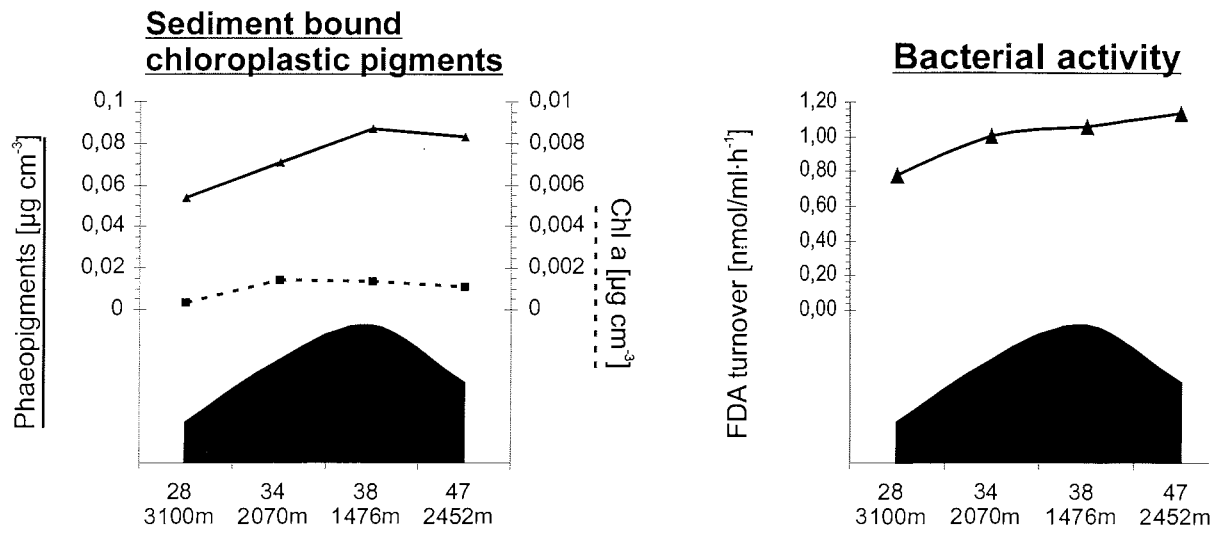 Sediment bound
chloroplastic pigments
0,1
0,08
0,06
0,04
0,02
0
Phaeopigments [µg cm⁻³]
0,01
0,008
0,006
0,004
0,002
0
Chl a [µg cm⁻³]
28 34 38 47
3100m 2070m 1476m 2452m
Bacterial activity
1,20
1,00
0,80
0,60
0,40
0,20
0,00
FDA turnover [nmol/ml·h⁻¹]
28 34 38 47
3100m 2070m 1476m 2452m